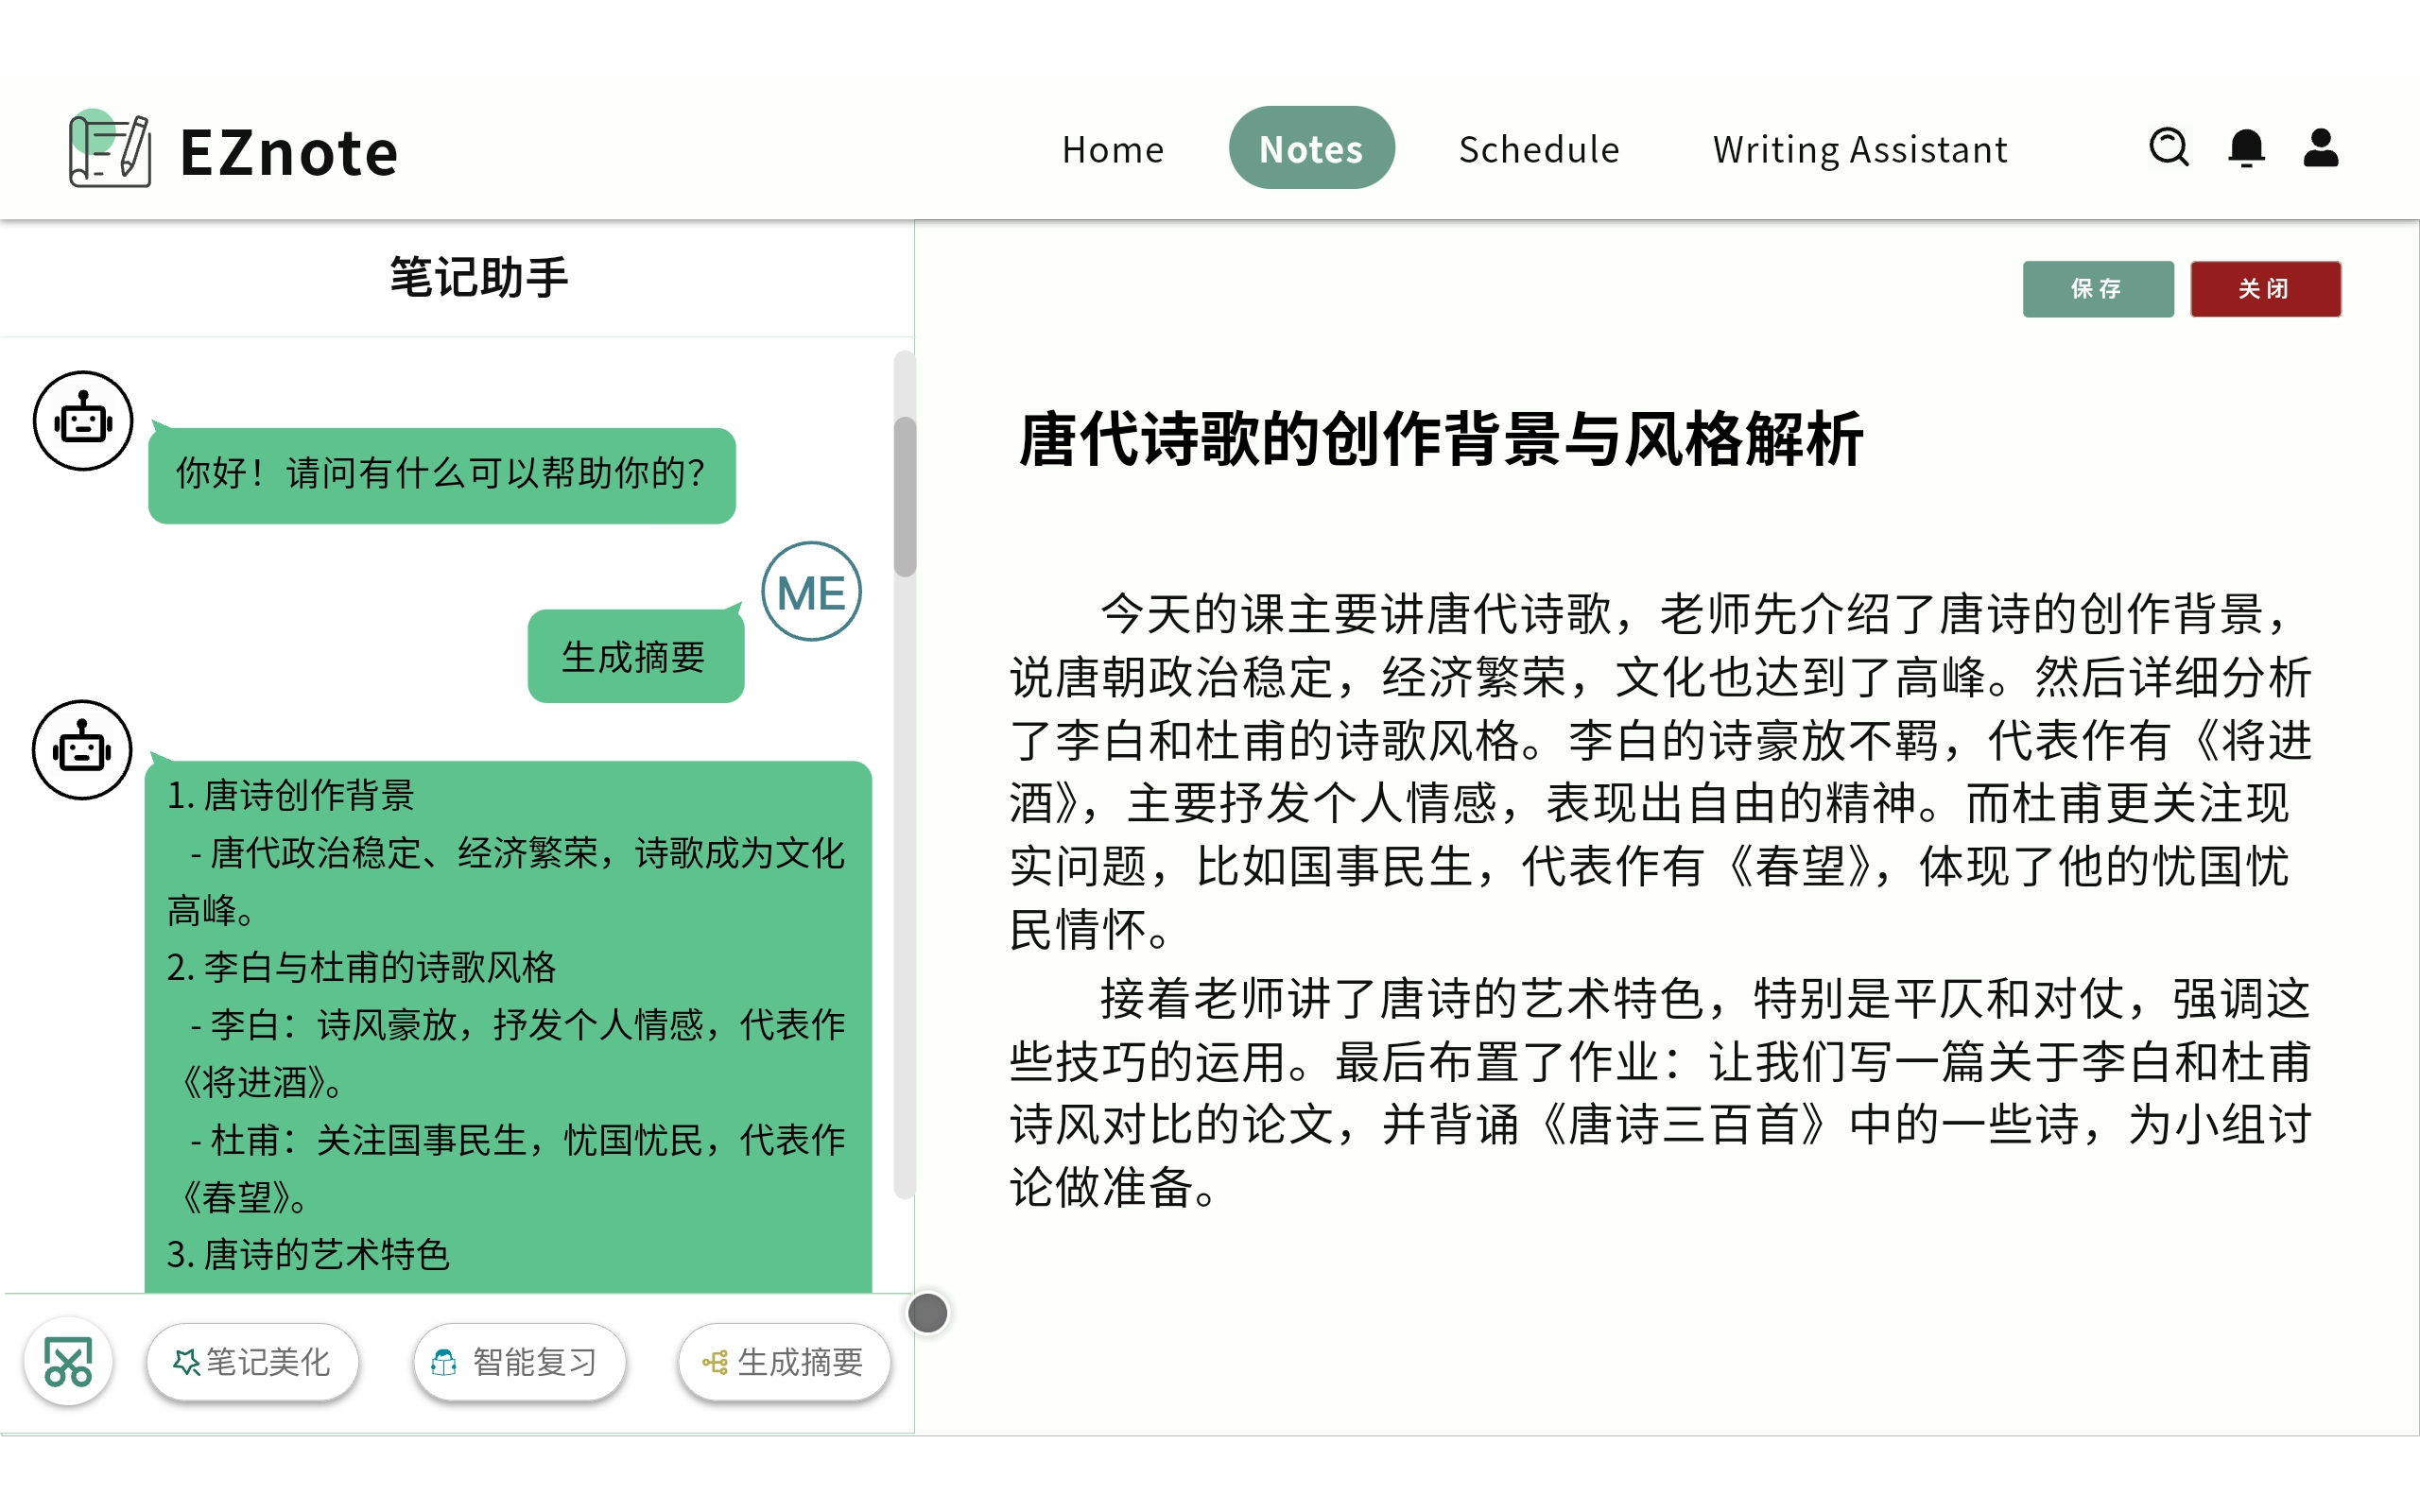 EZnote
Home
Notes
Schedule
Writing Assistant
笔记助手
你好！请问有什么可以帮助你的？
ME
生成摘要
1. 唐诗创作背景
- 唐代政治稳定、经济繁荣，诗歌成为文化
高峰。
2. 李白与杜甫的诗歌风格
- 李白：诗风豪放，抒发个人情感，代表作
《将进酒》。
- 杜甫：关注国事民生，忧国忧民，代表作
《春望》。
3. 唐诗的艺术特色
笔记美化
智能复习
生成摘要
保存
关闭
唐代诗歌的创作背景与风格解析
今天的课主要讲唐代诗歌，老师先介绍了唐诗的创作背景，
说唐朝政治稳定，经济繁荣，文化也达到了高峰。然后详细分析
了李白和杜甫的诗歌风格。李白的诗豪放不羁，代表作有《将进
酒》，主要抒发个人情感，表现出自由的精神。而杜甫更关注现
实问题，比如国事民生，代表作有《春望》，体现了他的忧国忧
民情怀。
接着老师讲了唐诗的艺术特色，特别是平仄和对仗，强调这
些技巧的运用。最后布置了作业：让我们写一篇关于李白和杜甫
诗风对比的论文，并背诵《唐诗三百首》中的一些诗，为小组讨
论做准备。